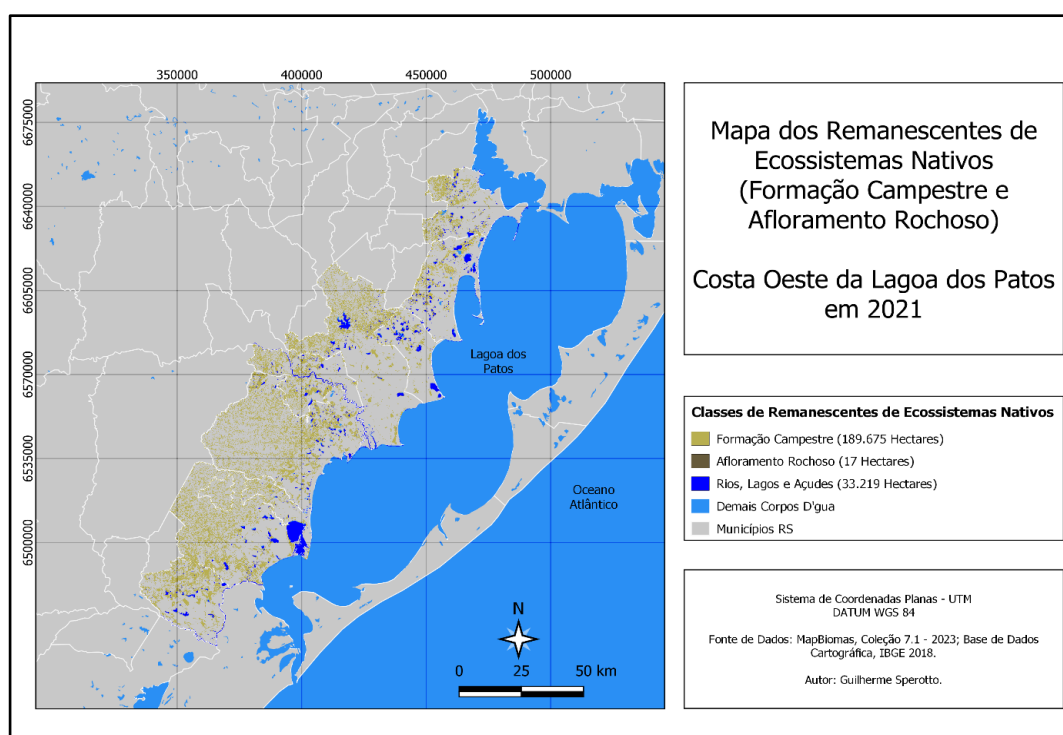 350000 400000 450000 500000
6675000
6640000
6605000
6570000
6535000
6500000
Lagoa dos
Patos
Oceano
Atlântico
N
0 25 50 km
Mapa dos Remanescentes de
Ecossistemas Nativos
(Formação Campestre e
Afloramento Rochoso)
Costa Oeste da Lagoa dos Patos
em 2021
Classes de Remanescentes de Ecossistemas Nativos
Formação Campestre (189.675 Hectares)
Afloramento Rochoso (17 Hectares)
Rios, Lagos e Açudes (33.219 Hectares)
Demais Corpos D'gua
Municípios RS
Sistema de Coordenadas Planas - UTM
DATUM WGS 84
Fonte de Dados: MapBiomas, Coleção 7.1 - 2023; Base de Dados
Cartográfica, IBGE 2018.
Autor: Guilherme Sperotto.